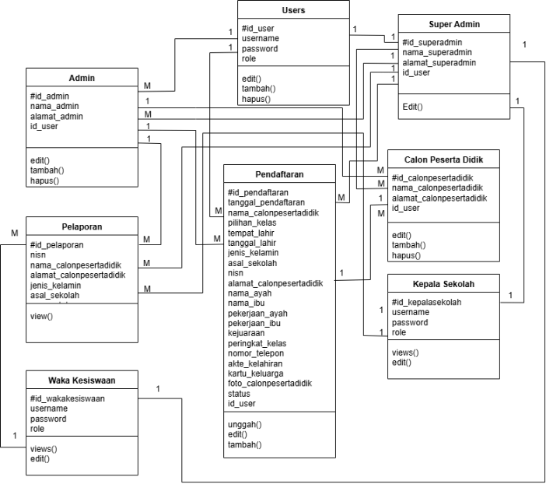 Users
#id_user
username
password
role
edit()
tambah()
hapus()
Super Admin
#id_superadmin
nama_superadmin
alamat_superadmin
id_user
Edit()
Admin
#id_admin
nama_admin
alamat_admin
id_user
edit()
tambah()
hapus()
Pendaftaran
#id_pendaftaran
tanggal_pendaftaran
nama_calonpesertadidik
pilihan_kelas
tempat_lahir
tanggal_lahir
jenis_kelamin
asal_sekolah
nisn
alamat_calonpesertadidik
nama_ayah
nama_ibu
pekerjaan_ayah
pekerjaan_ibu
kejuaraan
peringkat_kelas
nomor_telepon
akte_kelahiran
kartu_keluarga
foto_calonpesertadidik
status
id_user
unggah()
edit()
tambah()
Calon Peserta Didik
#id_calonpesertadidik
nama_calonpesertadidik
alamat_calonpesertadidik
id_user
edit()
tambah()
hapus()
Pelaporan
#id_pelaporan
nisn
nama_calonpesertadidik
alamat_calonpesertadidik
jenis_kelamin
asal_sekolah
view()
Kepala Sekolah
#id_kepalasekolah
username
password
role
views()
edit()
Waka Kesiswaan
#id_wakakesiswaan
username
password
role
views()
edit()
1
1
1
1
1
1
1
1
1
M
1
M
1
1
M
M
M
M
1
M
M
M
M
M
1
1
1
1
1
1